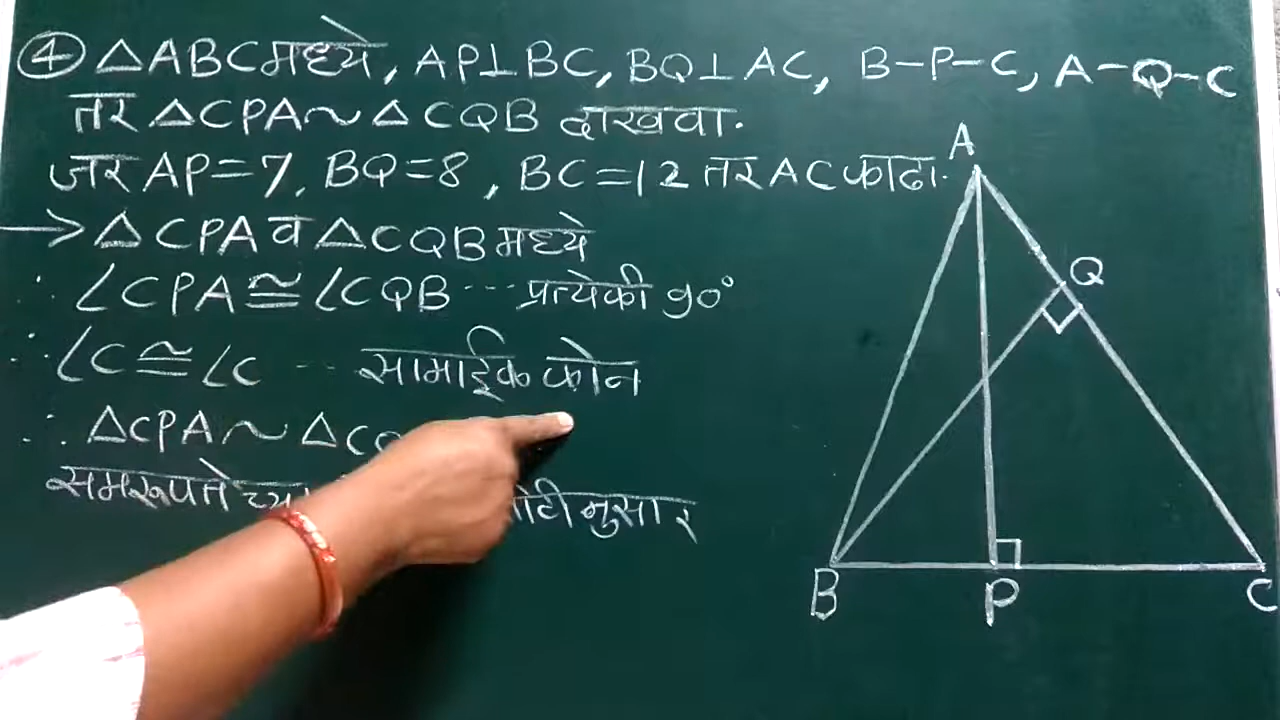 ④ △ABC मध्ये, AP⊥BC, BQ⊥AC, B-P-C, A-Q-C
तर △CPA~△CQB दाखवा.
जर AP=7, BQ=8, BC=12 तर AC काढा.
→ △CPA व △CQB मध्ये
∴ ∠CPA≅∠CQB --- प्रत्येकी 90°
∴ ∠C≅∠C --- सामाईक कोन
∴ △CPA~△CQ
समरूपतेच्या नुसार
A
Q
B
P
C